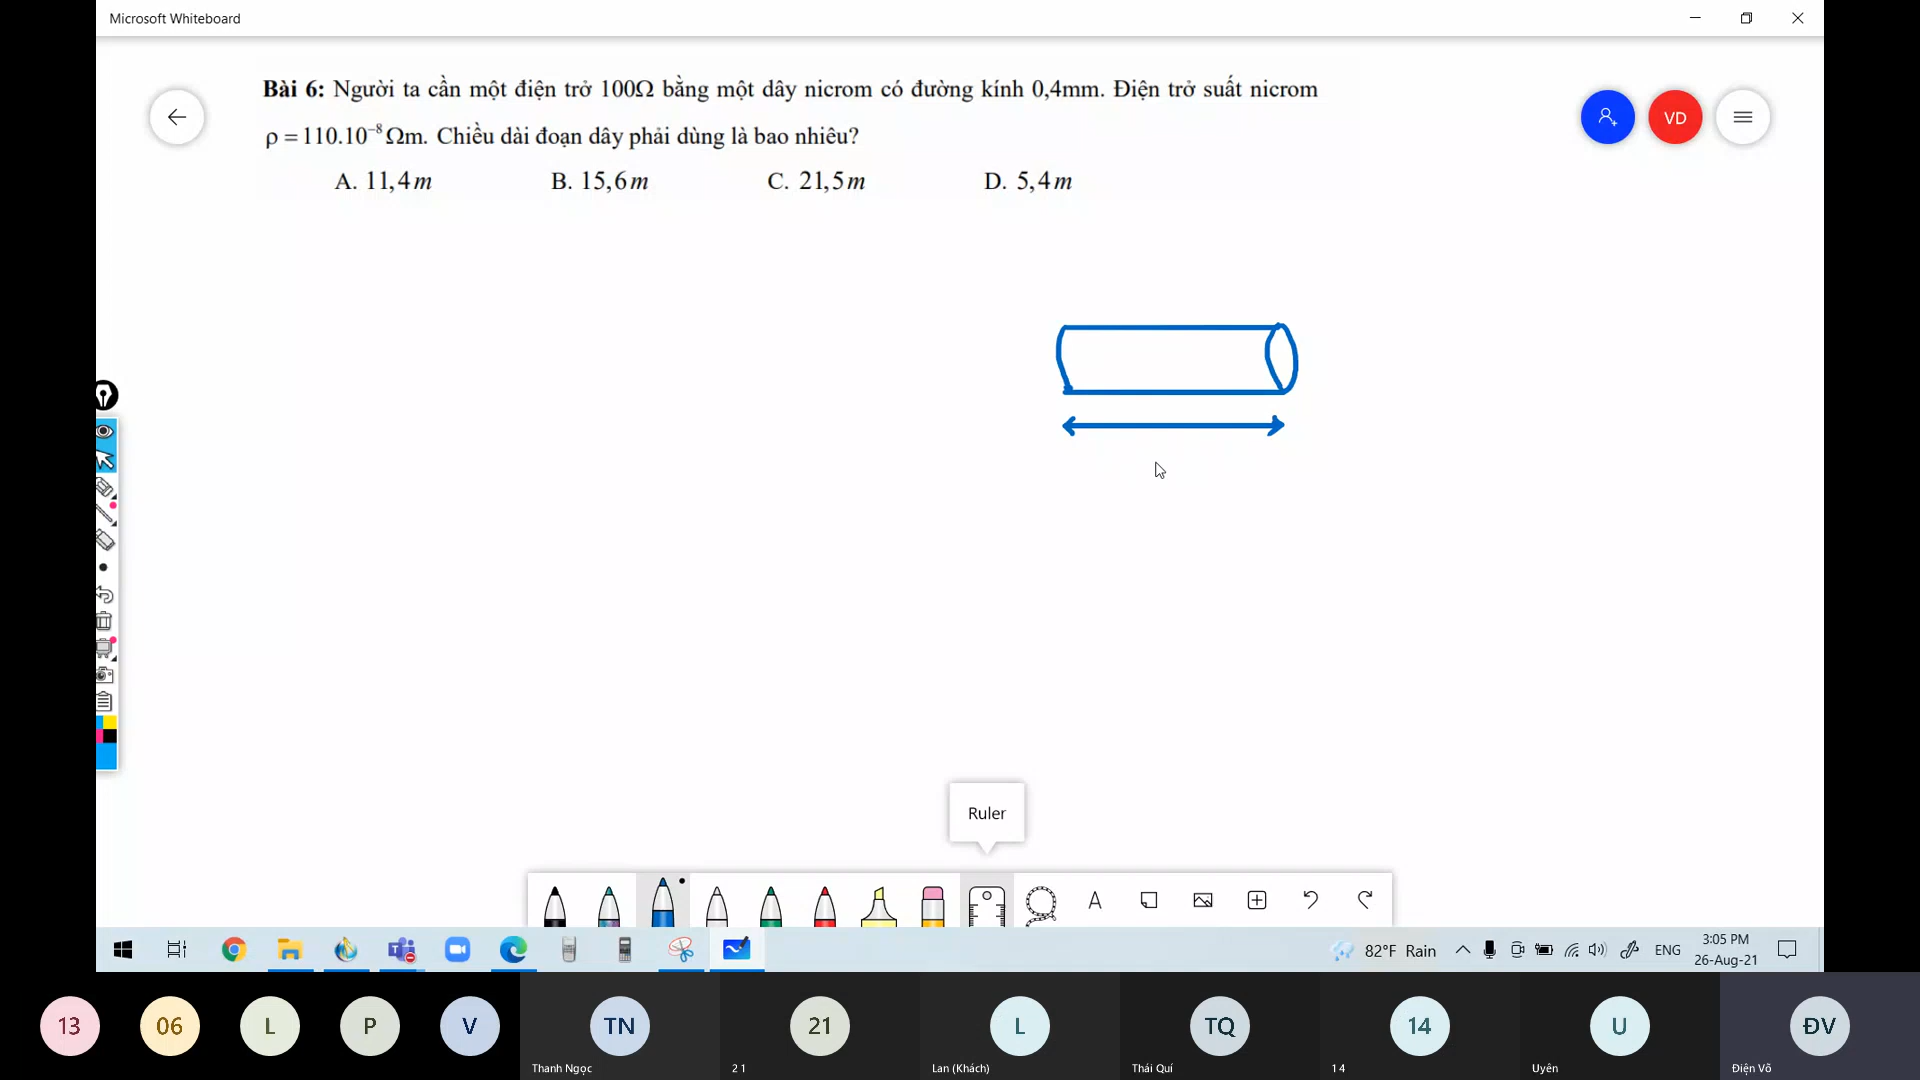 Microsoft Whiteboard
Bài 6: Người ta cần một điện trở 100Ω bằng một dây nicrom có đường kính 0,4mm. Điện trở suất nicrom
ρ = 110.10⁻⁸ Ωm. Chiều dài đoạn dây phải dùng là bao nhiêu?
A. 11,4m B. 15,6m C. 21,5m D. 5,4m
VD
Ruler
A
82°F Rain
ENG
3:05 PM
26-Aug-21
13 06 L P V TN 21 L TQ 14 U ĐV
Thanh Ngọc 2 1 Lan (Khách) Thái Quí 1 4 Uyên Điện Võ